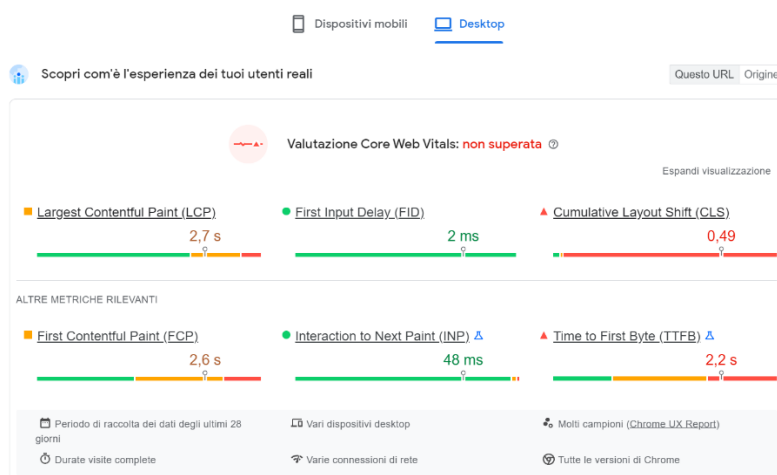 Dispositivi mobili
Desktop
Scopri com'è l'esperienza dei tuoi utenti reali
Questo URL
Origine
Valutazione Core Web Vitals: non superata
Espandi visualizzazione
Largest Contentful Paint (LCP)
2,7 s
First Input Delay (FID)
2 ms
Cumulative Layout Shift (CLS)
0,49
ALTRE METRICHE RILEVANTI
First Contentful Paint (FCP)
2,6 s
Interaction to Next Paint (INP)
48 ms
Time to First Byte (TTFB)
2,2 s
Periodo di raccolta dei dati degli ultimi 28
giorni
Vari dispositivi desktop
Molti campioni (Chrome UX Report)
Durate visite complete
Varie connessioni di rete
Tutte le versioni di Chrome